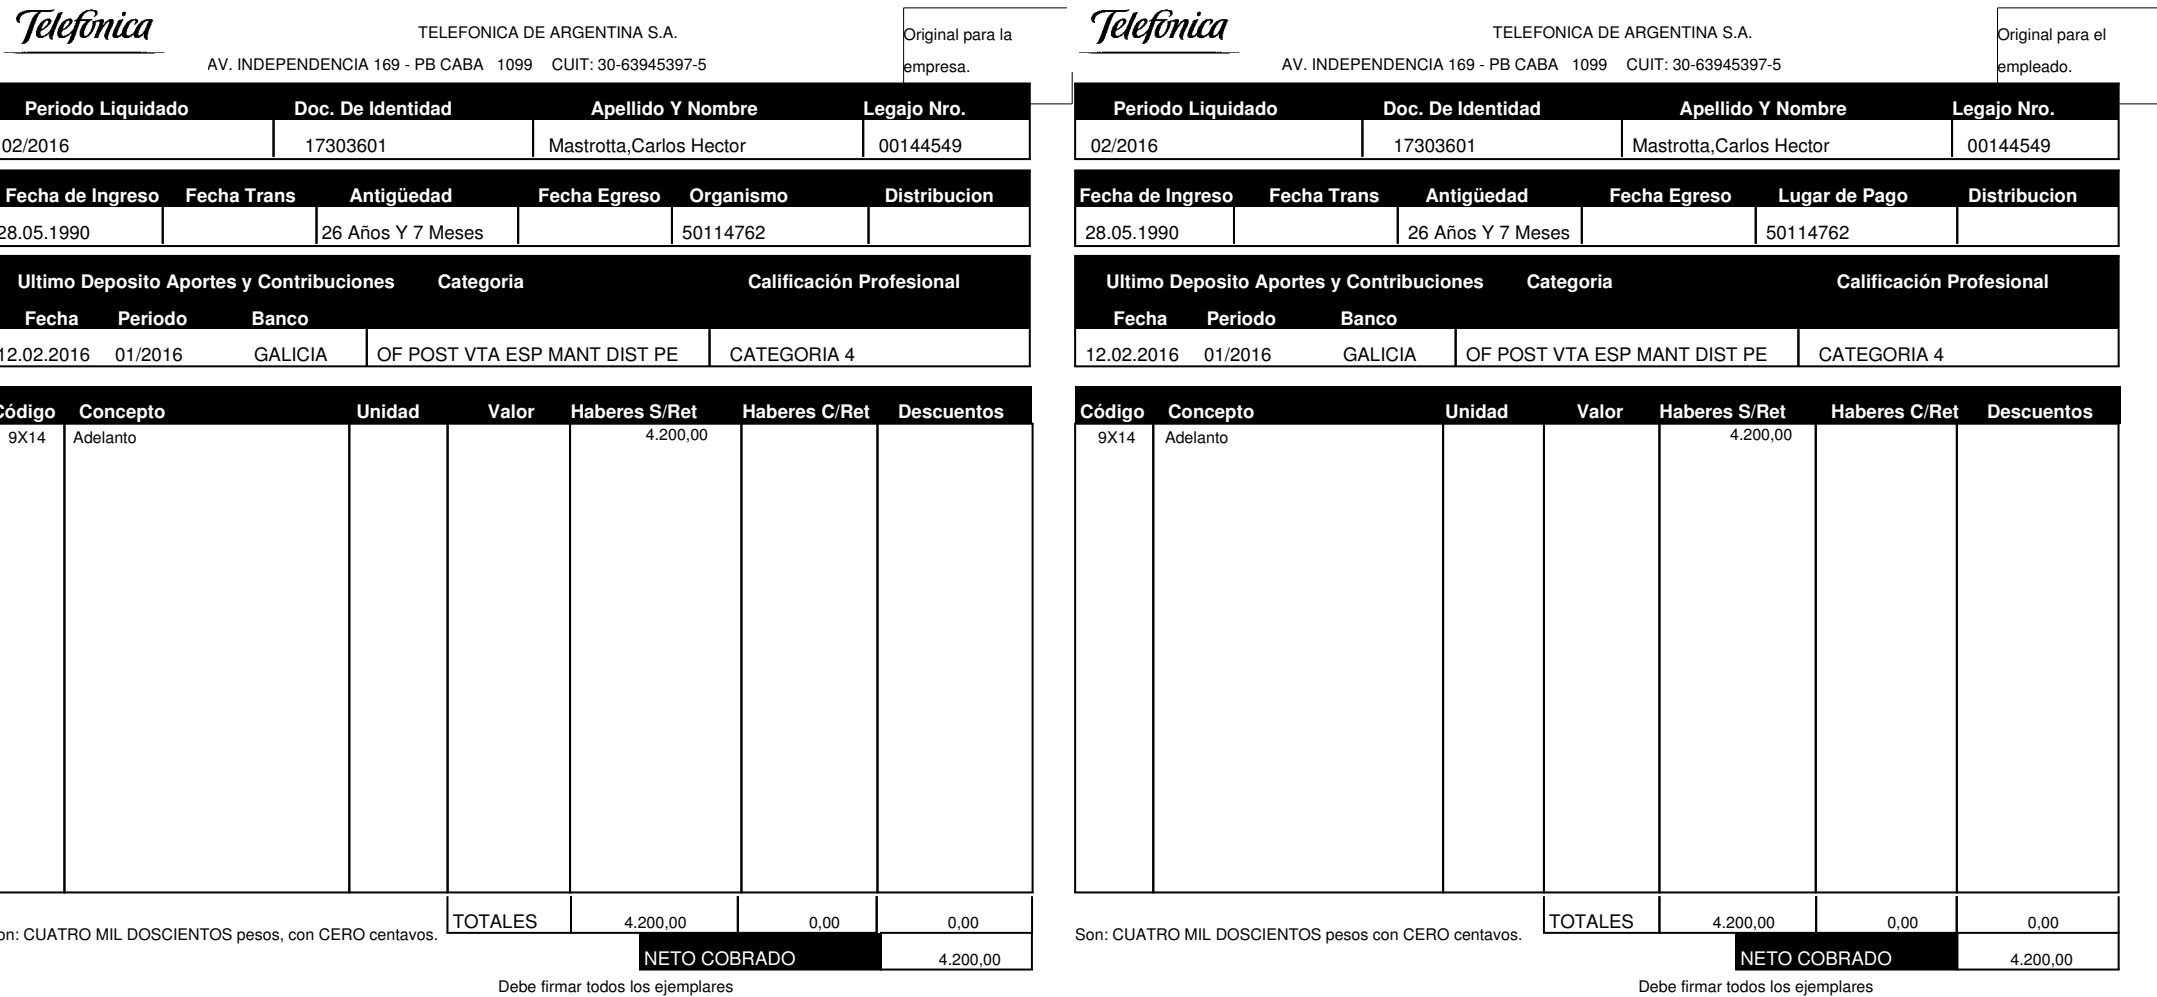 Telefónica
TELEFONICA DE ARGENTINA S.A.
Original para la
AV. INDEPENDENCIA 169 - PB CABA 1099 CUIT: 30-63945397-5
empresa.
Periodo Liquidado Doc. De Identidad Apellido Y Nombre Legajo Nro.
02/2016 17303601 Mastrotta,Carlos Hector 00144549
Fecha de Ingreso Fecha Trans Antigüedad Fecha Egreso Organismo Distribucion
28.05.1990 26 Años Y 7 Meses 50114762
Ultimo Deposito Aportes y Contribuciones Categoria Calificación Profesional
Fecha Periodo Banco
12.02.2016 01/2016 GALICIA OF POST VTA ESP MANT DIST PE CATEGORIA 4
Código Concepto Unidad Valor Haberes S/Ret Haberes C/Ret Descuentos
9X14 Adelanto 4.200,00
TOTALES 4.200,00 0,00 0,00
on: CUATRO MIL DOSCIENTOS pesos, con CERO centavos.
NETO COBRADO 4.200,00
Debe firmar todos los ejemplares
Telefónica
TELEFONICA DE ARGENTINA S.A.
Original para el
AV. INDEPENDENCIA 169 - PB CABA 1099 CUIT: 30-63945397-5
empleado.
Periodo Liquidado Doc. De Identidad Apellido Y Nombre Legajo Nro.
02/2016 17303601 Mastrotta,Carlos Hector 00144549
Fecha de Ingreso Fecha Trans Antigüedad Fecha Egreso Lugar de Pago Distribucion
28.05.1990 26 Años Y 7 Meses 50114762
Ultimo Deposito Aportes y Contribuciones Categoria Calificación Profesional
Fecha Periodo Banco
12.02.2016 01/2016 GALICIA OF POST VTA ESP MANT DIST PE CATEGORIA 4
Código Concepto Unidad Valor Haberes S/Ret Haberes C/Ret Descuentos
9X14 Adelanto 4.200,00
TOTALES 4.200,00 0,00 0,00
Son: CUATRO MIL DOSCIENTOS pesos con CERO centavos.
NETO COBRADO 4.200,00
Debe firmar todos los ejemplares